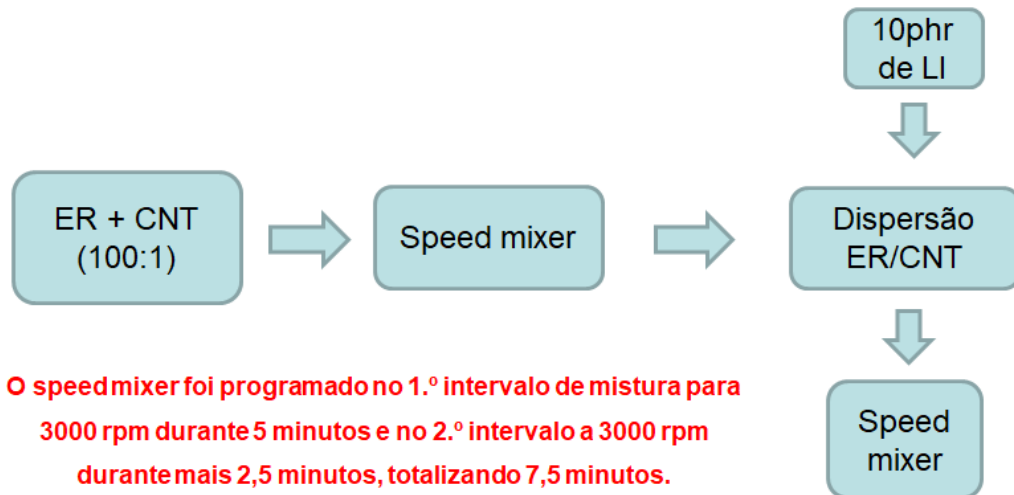 10phr
de LI
ER + CNT
(100:1)
Speed mixer
Dispersão
ER/CNT
O speed mixer foi programado no 1.º intervalo de mistura para
3000 rpm durante 5 minutos e no 2.º intervalo a 3000 rpm
durante mais 2,5 minutos, totalizando 7,5 minutos.
Speed
mixer